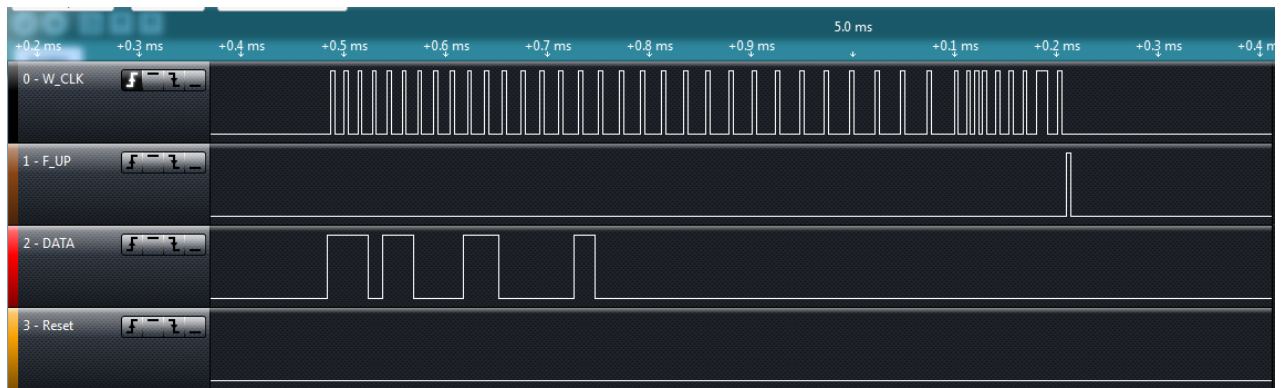 5.0 ms
+0.2 ms +0.3 ms +0.4 ms +0.5 ms +0.6 ms +0.7 ms +0.8 ms +0.9 ms +0.1 ms +0.2 ms +0.3 ms +0.4 m
0 - W_CLK
1 - F_UP
2 - DATA
3 - Reset